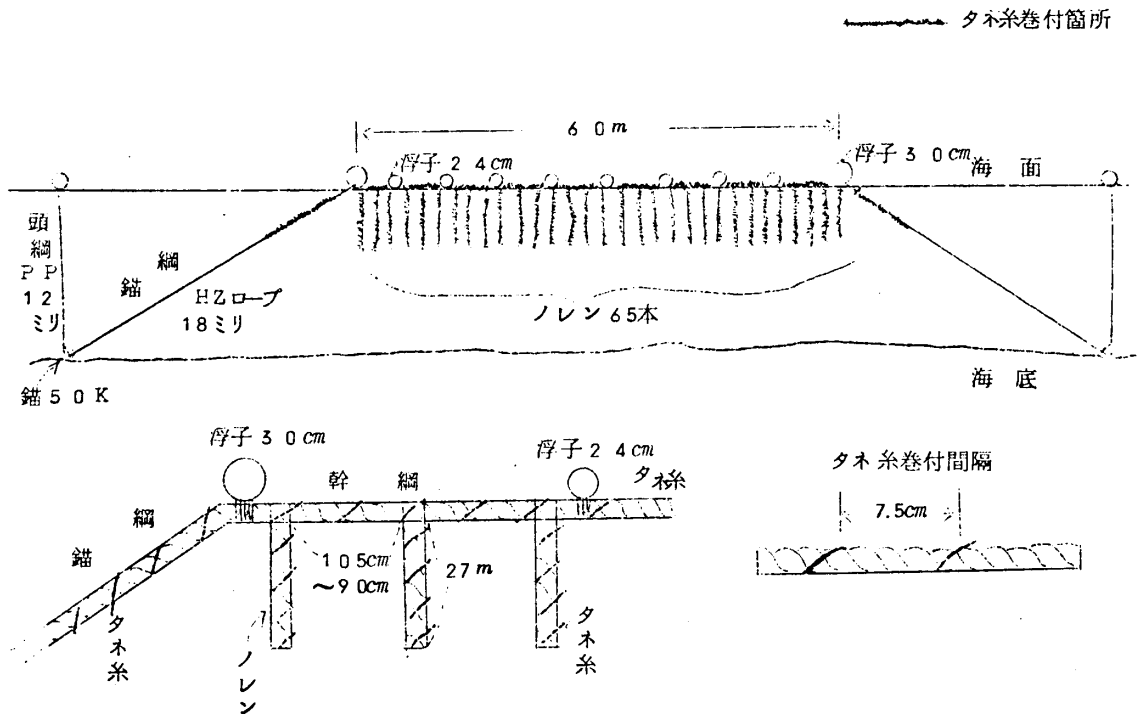 タネ糸巻付箇所
60m
浮子24cm
浮子30cm
海面
頭綱PP12ミリ
錨綱
HZロープ
18ミリ
ノレン65本
錨50K
海底
浮子30cm
浮子24cm
幹綱
タネ糸
錨綱
105cm
～90cm
27m
タネ糸
ノレン
タネ糸
タネ糸巻付間隔
7.5cm